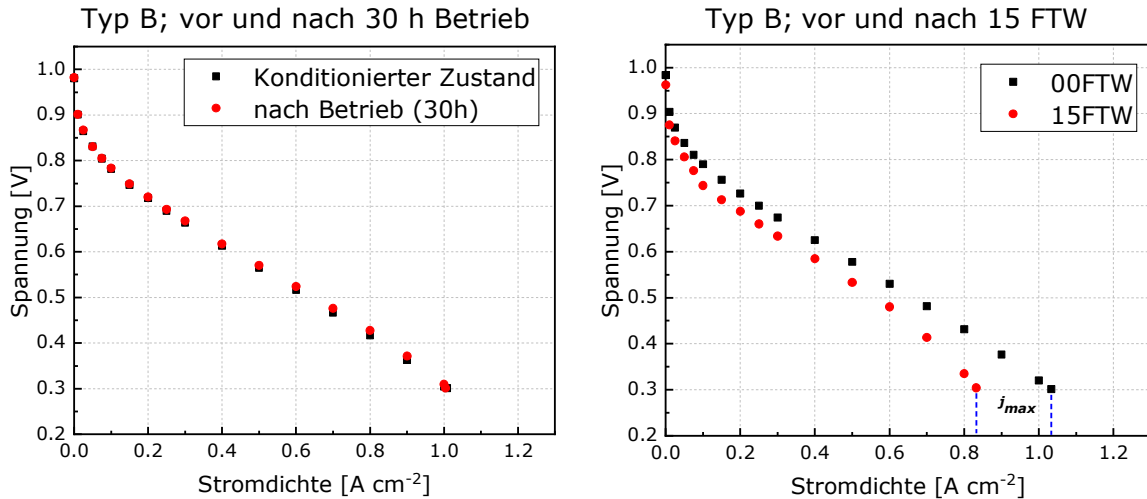 Typ B; vor und nach 30 h Betrieb
Konditionierter Zustand
nach Betrieb (30h)
Spannung [V]
1.0
0.9
0.8
0.7
0.6
0.5
0.4
0.3
0.2
0.0 0.2 0.4 0.6 0.8 1.0 1.2
Stromdichte [A cm-2]
Typ B; vor und nach 15 FTW
00FTW
15FTW
Spannung [V]
1.0
0.9
0.8
0.7
0.6
0.5
0.4
0.3
0.2
jmax
0.0 0.2 0.4 0.6 0.8 1.0 1.2
Stromdichte [A cm-2]